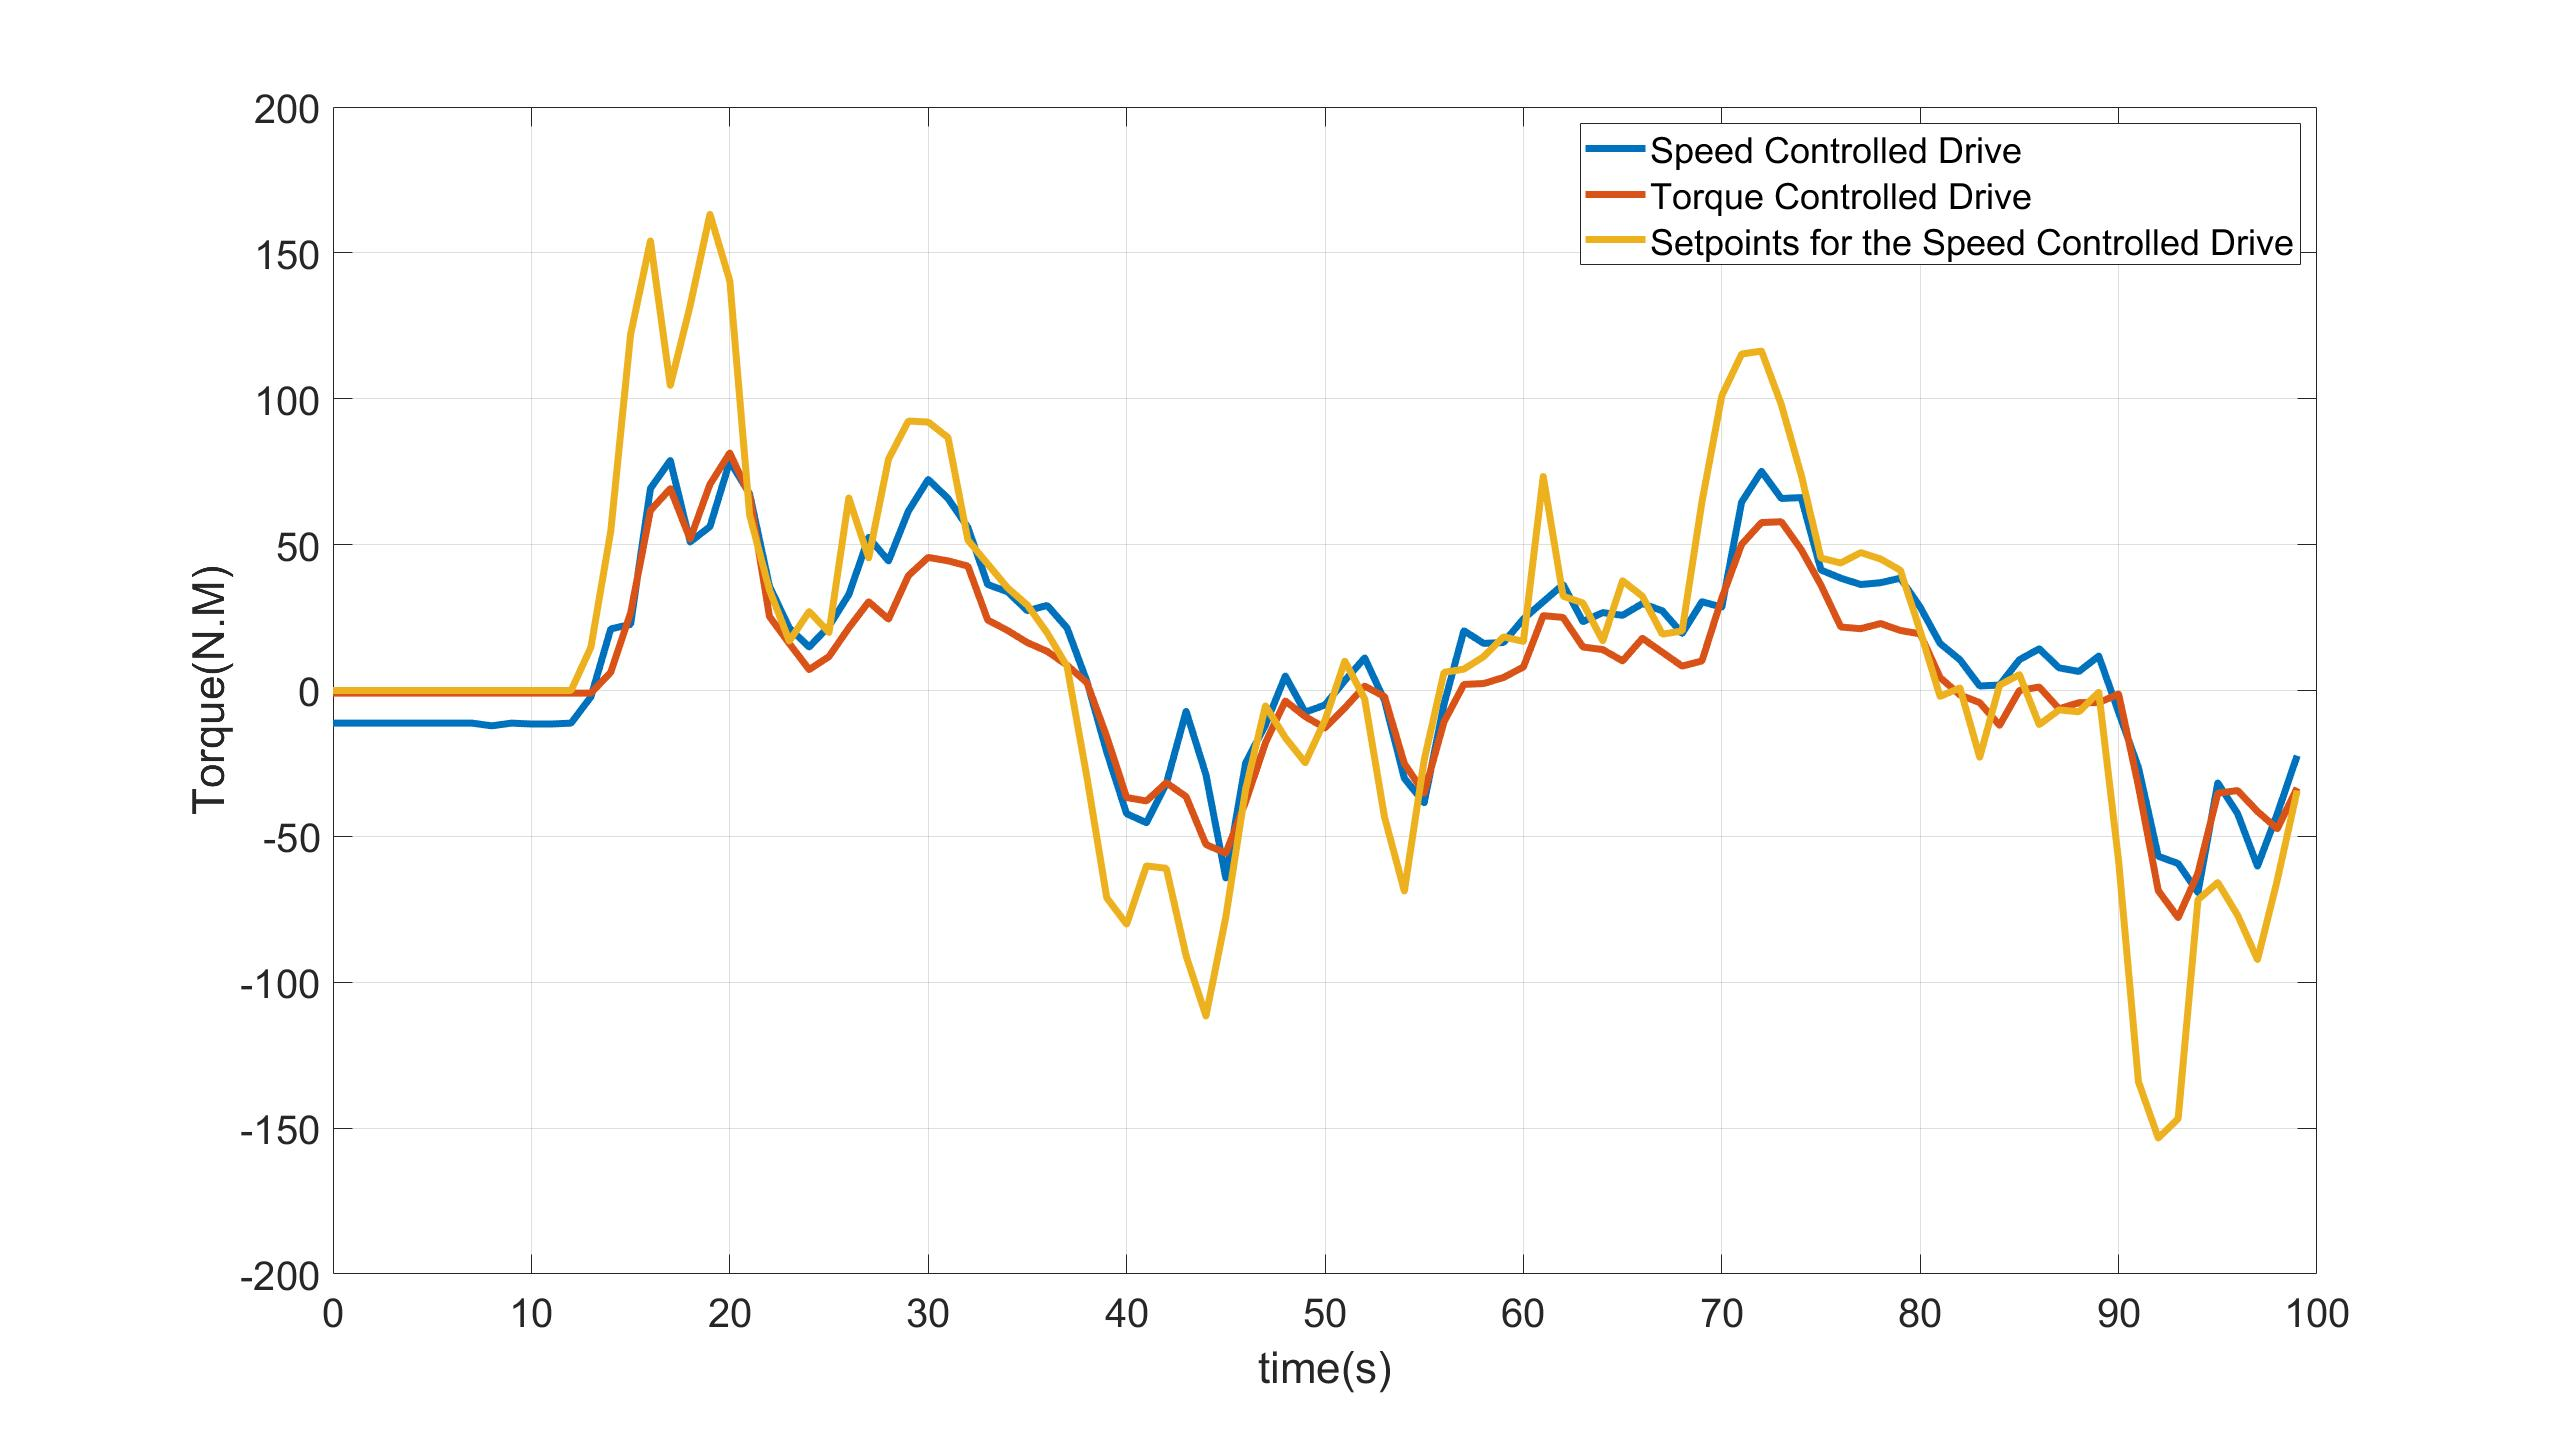 200
150
100
50
0
-50
-100
-150
-200
Torque(N.M)
Speed Controlled Drive
Torque Controlled Drive
Setpoints for the Speed Controlled Drive
0 10 20 30 40 50 60 70 80 90 100
time(s)